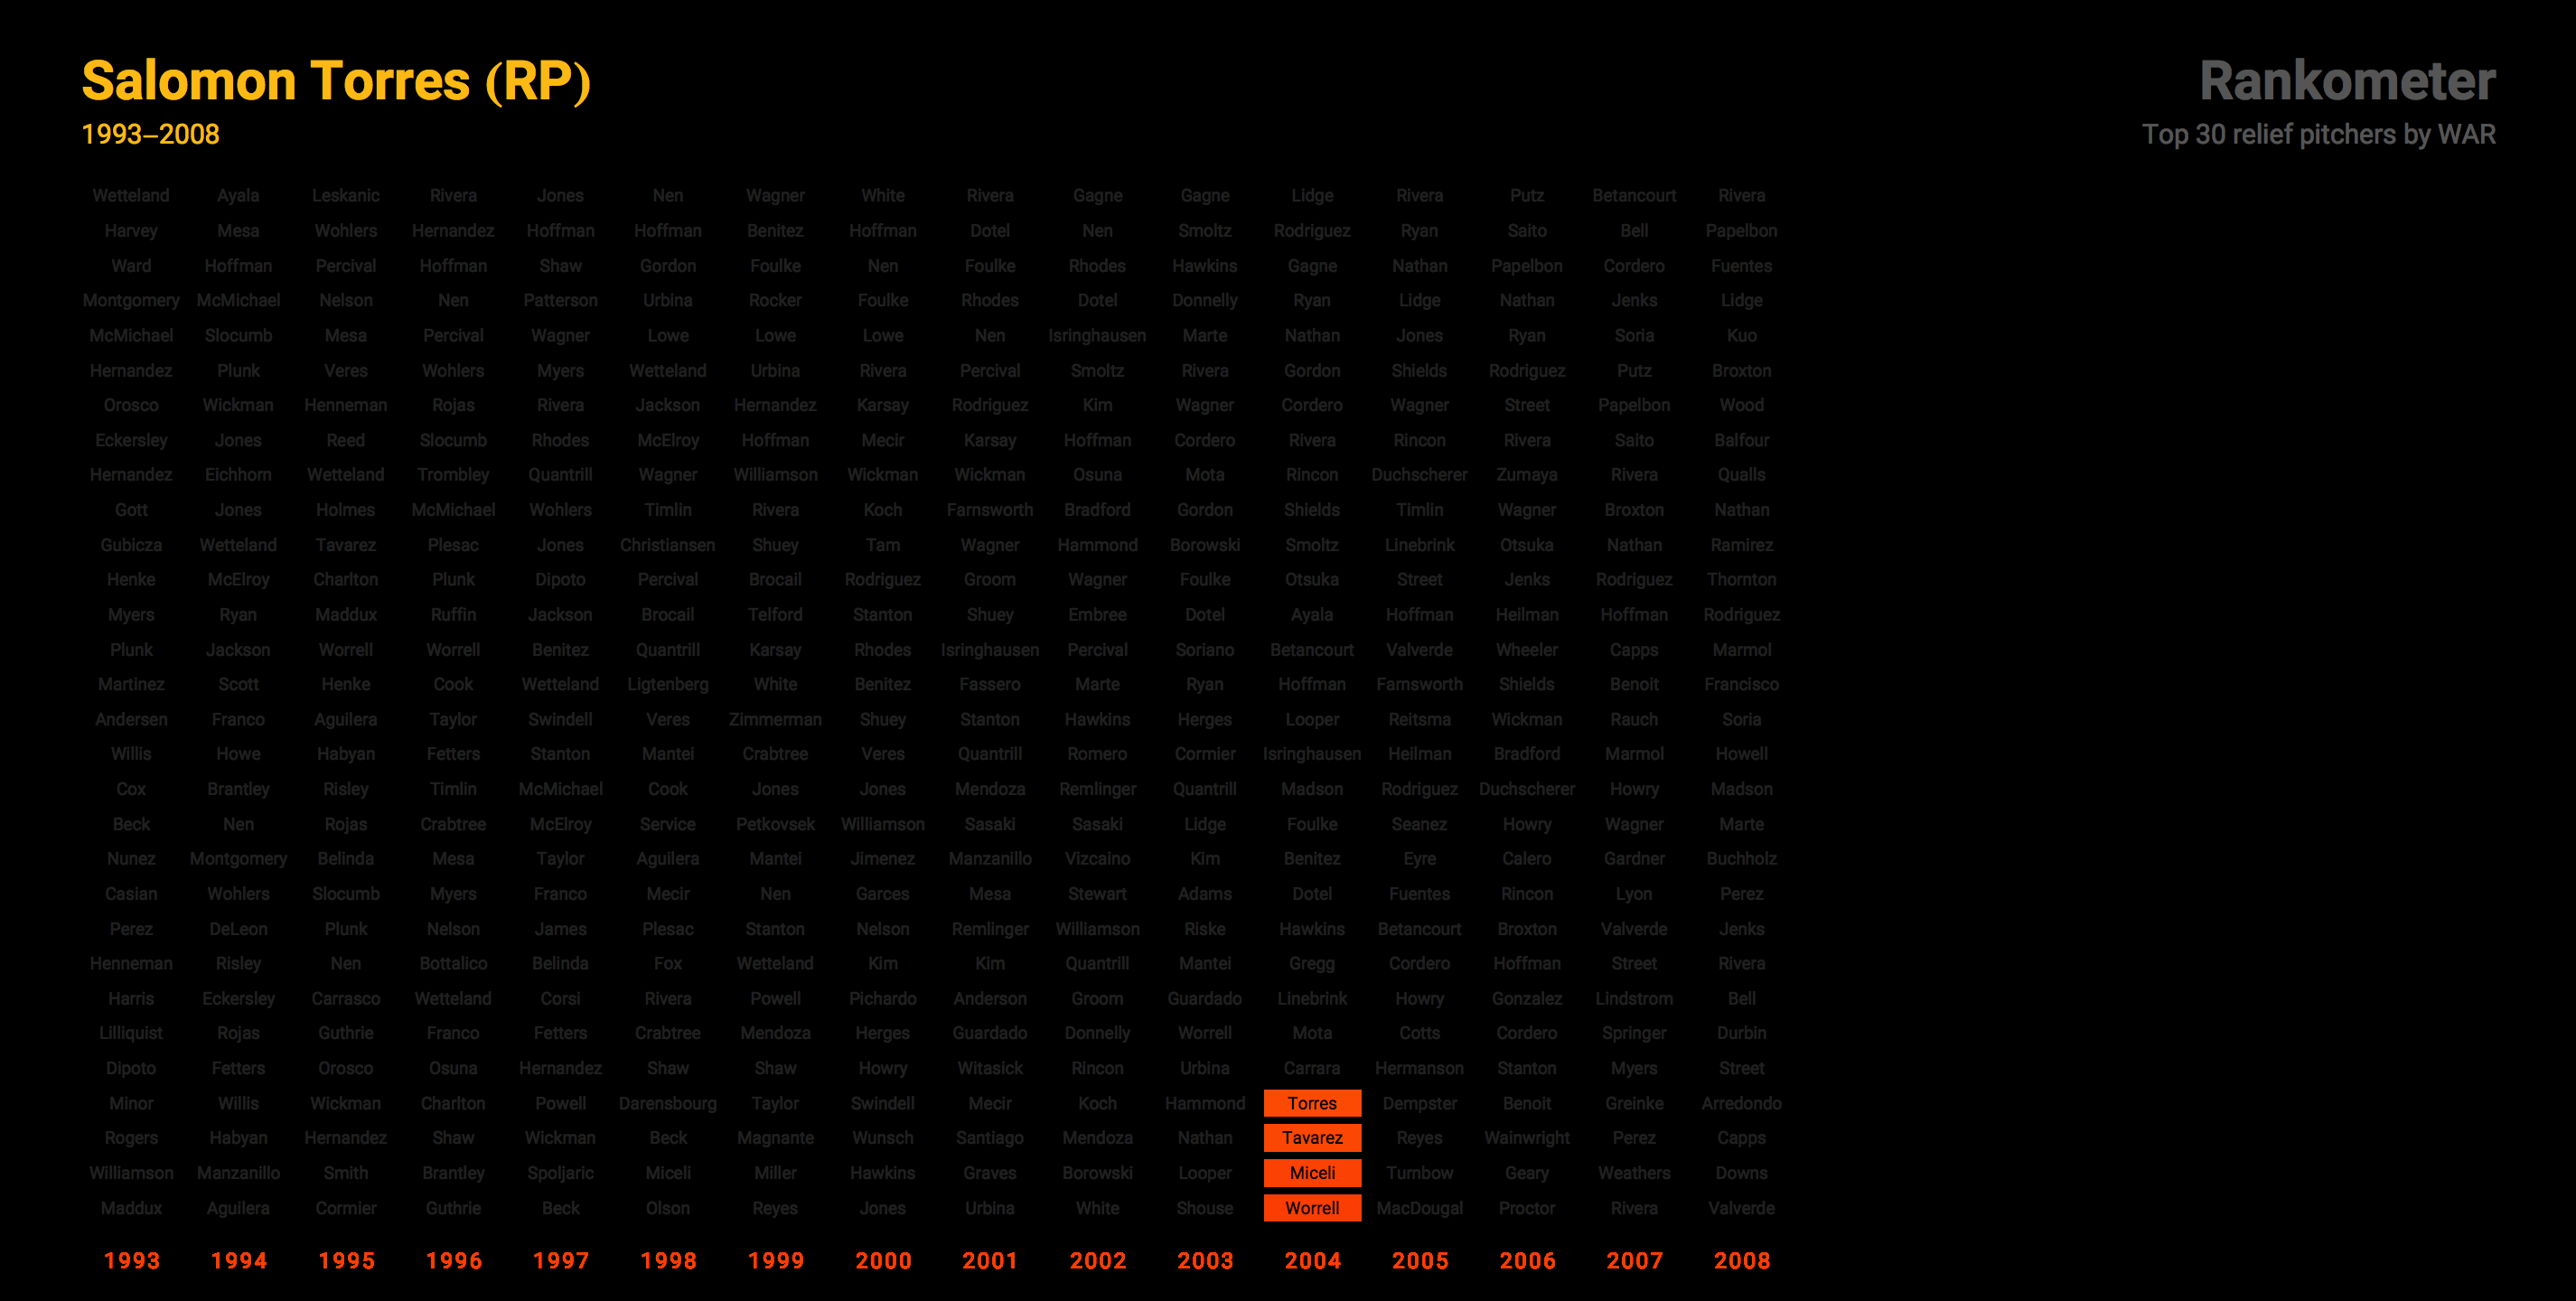 Salomon Torres (RP)
Rankometer
1993–2008
Top 30 relief pitchers by WAR
Wetteland Ayala Leskanic Rivera Jones Nen Wagner White Rivera Gagne Gagne Lidge Rivera Putz Betancourt Rivera
Harvey Mesa Wohlers Hernandez Hoffman Hoffman Benitez Hoffman Dotel Nen Smoltz Rodriguez Ryan Saito Bell Papelbon
Ward Hoffman Percival Hoffman Shaw Gordon Foulke Nen Foulke Rhodes Hawkins Gagne Nathan Papelbon Cordero Fuentes
Montgomery McMichael Nelson Nen Patterson Urbina Rocker Foulke Rhodes Dotel Donnelly Ryan Lidge Nathan Jenks Lidge
McMichael Slocumb Mesa Percival Wagner Lowe Lowe Lowe Nen Isringhausen Marte Nathan Jones Ryan Soria Kuo
Hernandez Plunk Veres Wohlers Myers Wetteland Urbina Rivera Percival Smoltz Rivera Gordon Shields Rodriguez Putz Broxton
Orosco Wickman Henneman Rojas Rivera Jackson Hernandez Karsay Rodriguez Kim Wagner Cordero Wagner Street Papelbon Wood
Eckersley Jones Reed Slocumb Rhodes McElroy Hoffman Mecir Karsay Hoffman Cordero Rivera Rincon Rivera Saito Balfour
Hernandez Eichhorn Wetteland Trombley Quantrill Wagner Williamson Wickman Wickman Osuna Mota Rincon Duchscherer Zumaya Rivera Qualls
Gott Jones Holmes McMichael Wohlers Timlin Rivera Koch Farnsworth Bradford Gordon Shields Timlin Wagner Broxton Nathan
Gubicza Wetteland Tavarez Plesac Jones Christiansen Shuey Tam Wagner Hammond Borowski Smoltz Linebrink Otsuka Nathan Ramirez
Henke McElroy Charlton Plunk Dipoto Percival Brocail Rodriguez Groom Wagner Foulke Otsuka Street Jenks Rodriguez Thornton
Myers Ryan Maddux Ruffin Jackson Brocail Telford Stanton Shuey Embree Dotel Ayala Hoffman Heilman Hoffman Rodriguez
Plunk Jackson Worrell Worrell Benitez Quantrill Karsay Rhodes Isringhausen Percival Soriano Betancourt Valverde Wheeler Capps Marmol
Martinez Scott Henke Cook Wetteland Ligtenberg White Benitez Fassero Marte Ryan Hoffman Farnsworth Shields Benoit Francisco
Andersen Franco Aguilera Taylor Swindell Veres Zimmerman Shuey Stanton Hawkins Herges Looper Reitsma Wickman Rauch Soria
Willis Howe Habyan Fetters Stanton Mantei Crabtree Veres Quantrill Romero Cormier Isringhausen Heilman Bradford Marmol Howell
Cox Brantley Risley Timlin McMichael Cook Jones Jones Mendoza Remlinger Quantrill Madson Rodriguez Duchscherer Howry Madson
Beck Nen Rojas Crabtree McElroy Service Petkovsek Williamson Sasaki Sasaki Lidge Foulke Seanez Howry Wagner Marte
Nunez Montgomery Belinda Mesa Taylor Aguilera Mantei Jimenez Manzanillo Vizcaino Kim Benitez Eyre Calero Gardner Buchholz
Casian Wohlers Slocumb Myers Franco Mecir Nen Garces Mesa Stewart Adams Dotel Fuentes Rincon Lyon Perez
Perez DeLeon Plunk Nelson James Plesac Stanton Nelson Remlinger Williamson Riske Hawkins Betancourt Broxton Valverde Jenks
Henneman Risley Nen Bottalico Belinda Fox Wetteland Kim Kim Quantrill Mantei Gregg Cordero Hoffman Street Rivera
Harris Eckersley Carrasco Wetteland Corsi Rivera Powell Pichardo Anderson Groom Guardado Linebrink Howry Gonzalez Lindstrom Bell
Lilliquist Rojas Guthrie Franco Fetters Crabtree Mendoza Herges Guardado Donnelly Worrell Mota Cotts Cordero Springer Durbin
Dipoto Fetters Orosco Osuna Hernandez Shaw Shaw Howry Witasick Rincon Urbina Carrara Hermanson Stanton Myers Street
Minor Willis Wickman Charlton Powell Darensbourg Taylor Swindell Mecir Koch Hammond Torres Dempster Benoit Greinke Arredondo
Rogers Habyan Hernandez Shaw Wickman Beck Magnante Wunsch Santiago Mendoza Nathan Tavarez Reyes Wainwright Perez Capps
Williamson Manzanillo Smith Brantley Spoljaric Miceli Miller Hawkins Graves Borowski Looper Miceli Turnbow Geary Weathers Downs
Maddux Aguilera Cormier Guthrie Beck Olson Reyes Jones Urbina White Shouse Worrell MacDougal Proctor Rivera Valverde
1993 1994 1995 1996 1997 1998 1999 2000 2001 2002 2003 2004 2005 2006 2007 2008